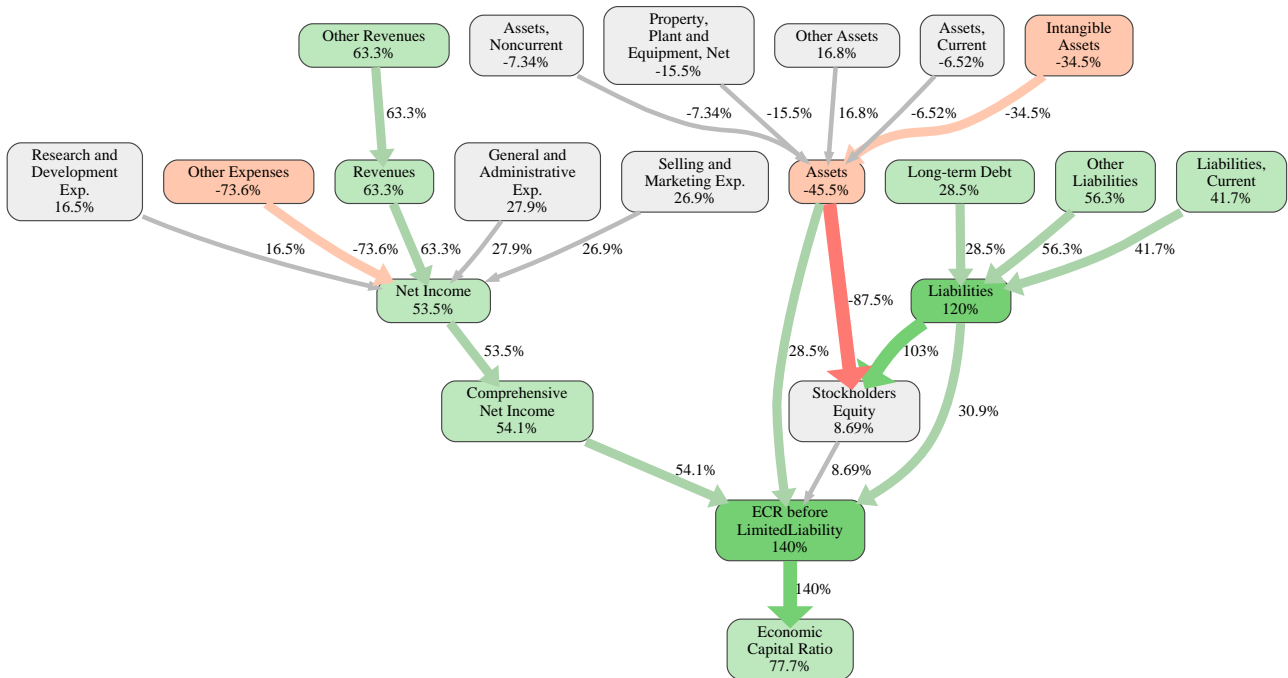 Other Revenues
63.3%
Assets,
Noncurrent
-7.34%
Property,
Plant and
Equipment, Net
-15.5%
Other Assets
16.8%
Assets,
Current
-6.52%
Intangible
Assets
-34.5%
63.3%
-7.34%
-15.5%
16.8%
-6.52%
-34.5%
Research and
Development
Exp.
16.5%
Other Expenses
-73.6%
Revenues
63.3%
General and
Administrative
Exp.
27.9%
Selling and
Marketing Exp.
26.9%
Assets
-45.5%
Long-term Debt
28.5%
Other
Liabilities
56.3%
Liabilities,
Current
41.7%
16.5%
-73.6%
63.3%
27.9%
26.9%
28.5%
56.3%
41.7%
Net Income
53.5%
Liabilities
120%
-87.5%
53.5%
28.5%
103%
Comprehensive
Net Income
54.1%
Stockholders
Equity
8.69%
30.9%
54.1%
8.69%
ECR before
LimitedLiability
140%
140%
Economic
Capital Ratio
77.7%